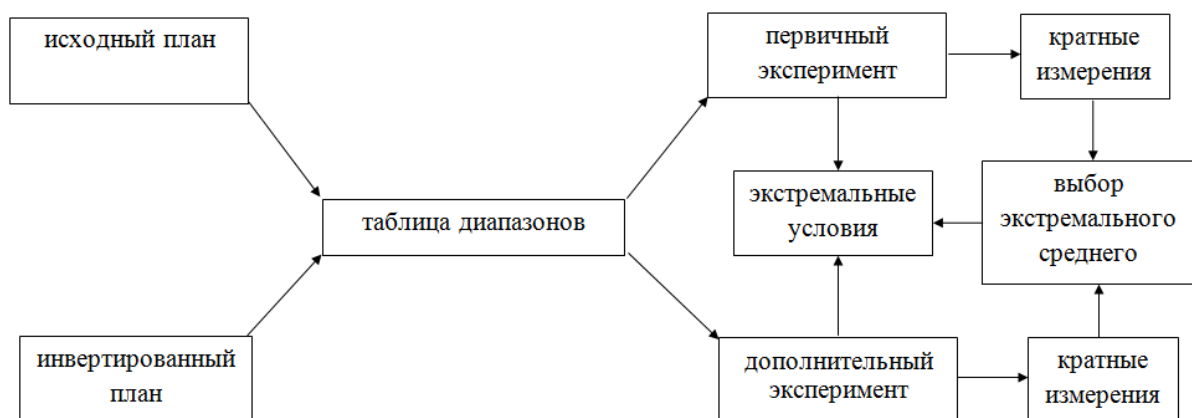 исходный план
первичный
эксперимент
кратные
измерения
таблица диапазонов
экстремальные
условия
выбор
экстремального
среднего
инвертированный
план
дополнительный
эксперимент
кратные
измерения